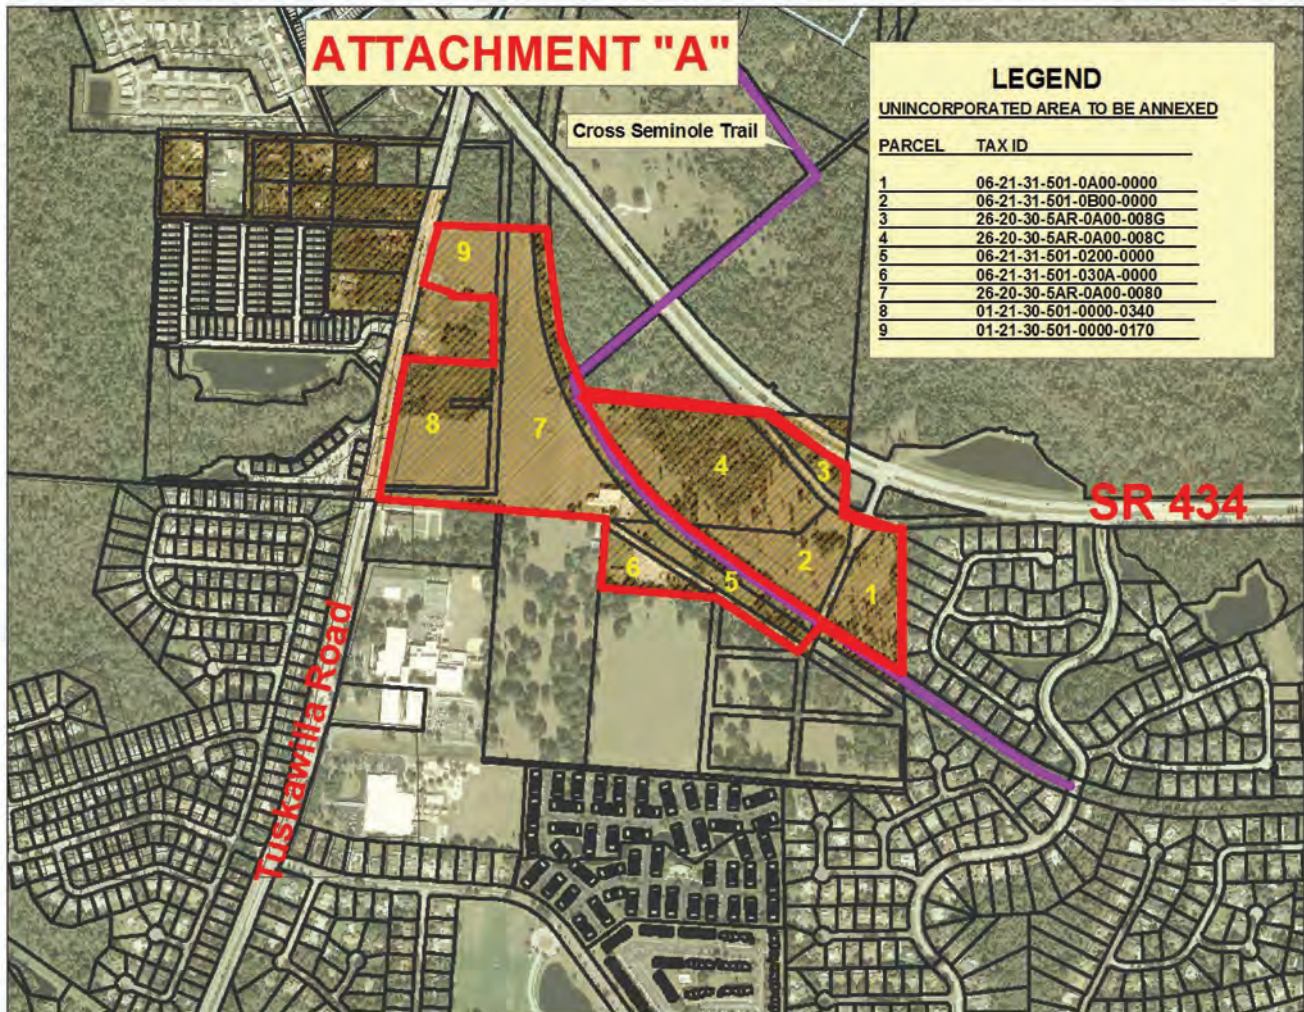 ATTACHMENT "A"
Cross Seminole Trail
LEGEND
UNINCORPORATED AREA TO BE ANNEXED
PARCEL TAX ID
1 06-21-31-501-0A00-0000
2 06-21-31-501-0B00-0000
3 26-20-30-5AR-0A00-008G
4 26-20-30-5AR-0A00-008C
5 06-21-31-501-0200-0000
6 06-21-31-501-030A-0000
7 26-20-30-5AR-0A00-0080
8 01-21-30-501-0000-0340
9 01-21-30-501-0000-0170
9
8
7
4
3
SR 434
6
5
2
1
Tuskawilla Road